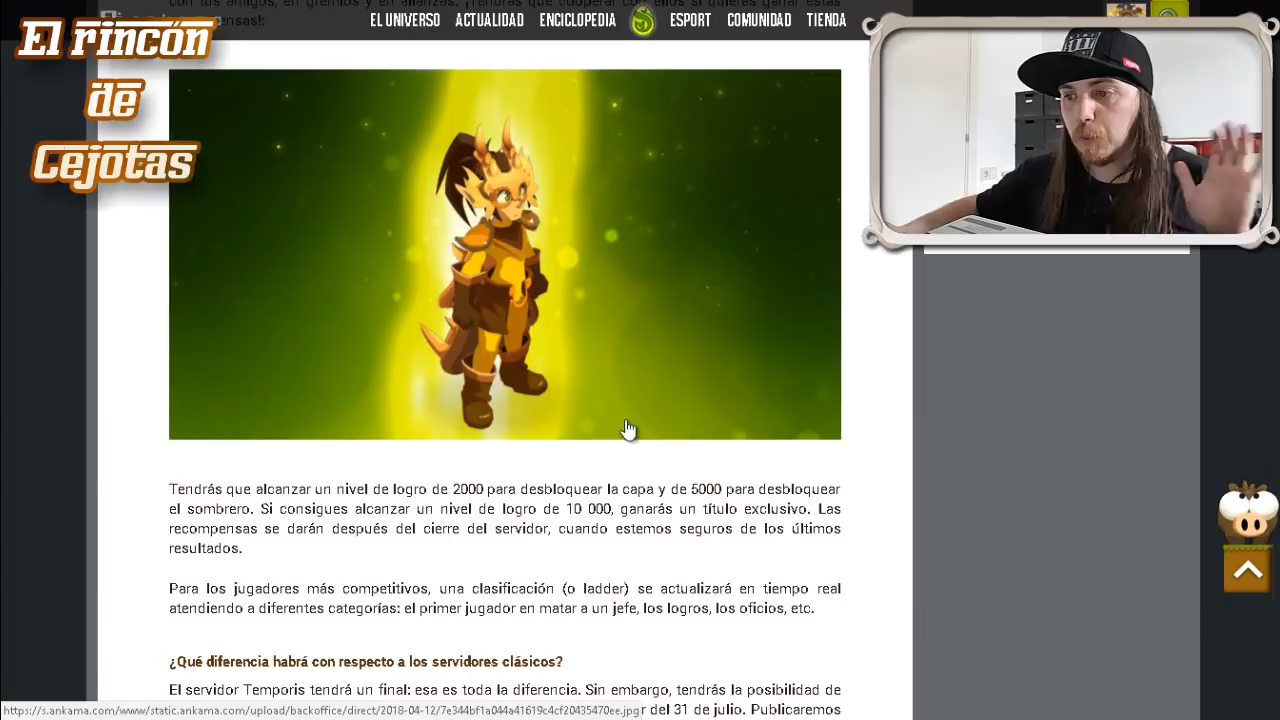 con tus amigos, en gremios y en alianzas. ¡Tendrás que cooperar con ellos si quieres ganar estas
EL UNIVERSO ACTUALIDAD ENCICLOPEDIA ESPORT COMUNIDAD TIENDA
El rincón
de
Cejotas
Tendrás que alcanzar un nivel de logro de 2000 para desbloquear la capa y de 5000 para desbloquear
el sombrero. Si consigues alcanzar un nivel de logro de 10 000, ganarás un título exclusivo. Las
recompensas se darán después del cierre del servidor, cuando estemos seguros de los últimos
resultados.
Para los jugadores más competitivos, una clasificación (o ladder) se actualizará en tiempo real
atendiendo a diferentes categorías: el primer jugador en matar a un jefe, los logros, los oficios, etc.
¿Qué diferencia habrá con respecto a los servidores clásicos?
El servidor Temporis tendrá un final: esa es toda la diferencia. Sin embargo, tendrás la posibilidad de
https://s.ankama.com/www/static.ankama.com/upload/backoffice/direct/2018-04-12/7e344bf1a044a41619c4cf20435470ee.jpg
r del 31 de julio. Publicaremos